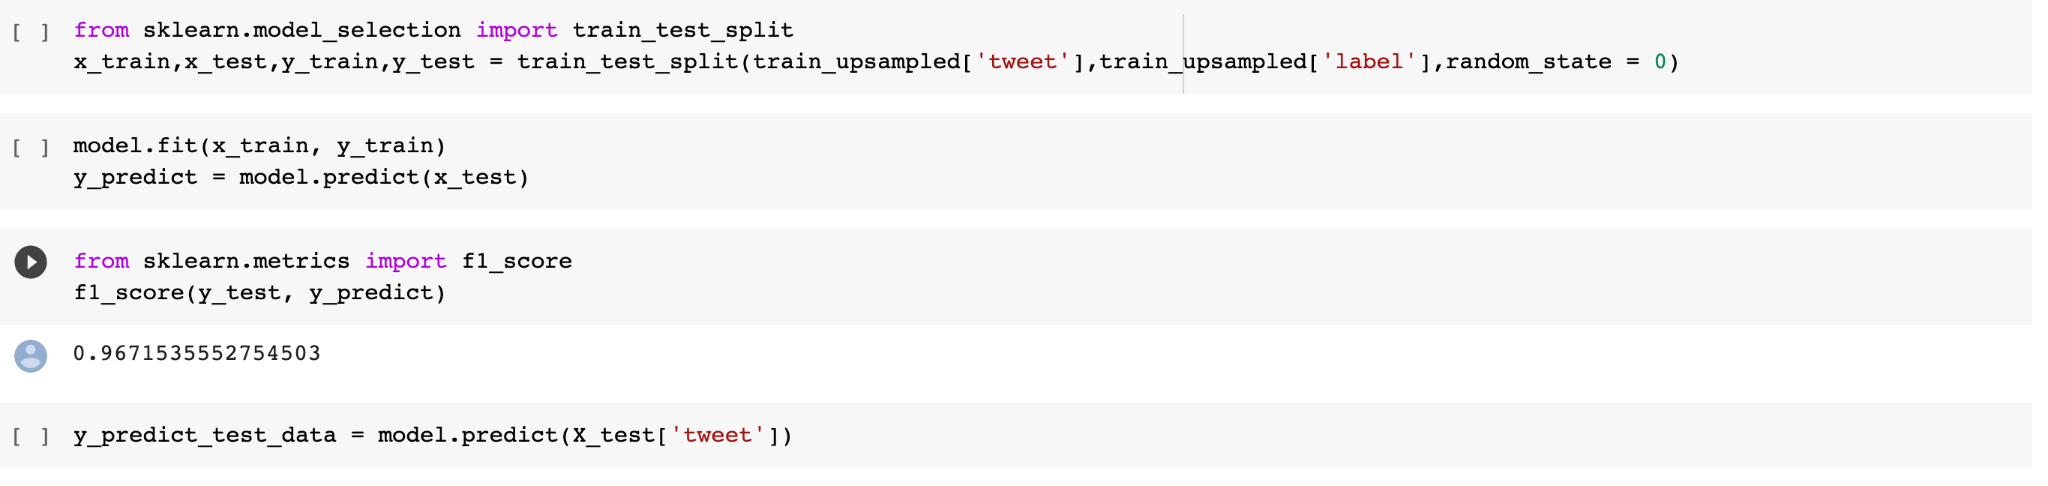 [ ] from sklearn.model_selection import train_test_split
x_train,x_test,y_train,y_test = train_test_split(train_upsampled['tweet'],train_upsampled['label'],random_state = 0)
[ ] model.fit(x_train, y_train)
y_predict = model.predict(x_test)
from sklearn.metrics import f1_score
f1_score(y_test, y_predict)
0.9671535552754503
[ ] y_predict_test_data = model.predict(X_test['tweet'])